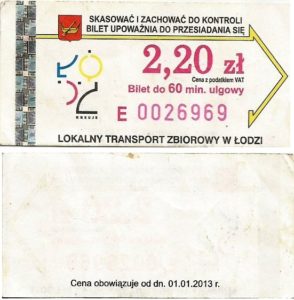 SKASOWAĆ I ZACHOWAĆ DO KONTROLI
BILET UPOWAŻNIA DO PRZESIADANIA SIĘ
2,20 zł
Cena z podatkiem VAT
Bilet do 60 min. ulgowy
E 0026969
LOKALNY TRANSPORT ZBIOROWY W ŁODZI
Cena obowiązuje od dn. 01.01.2013 r.